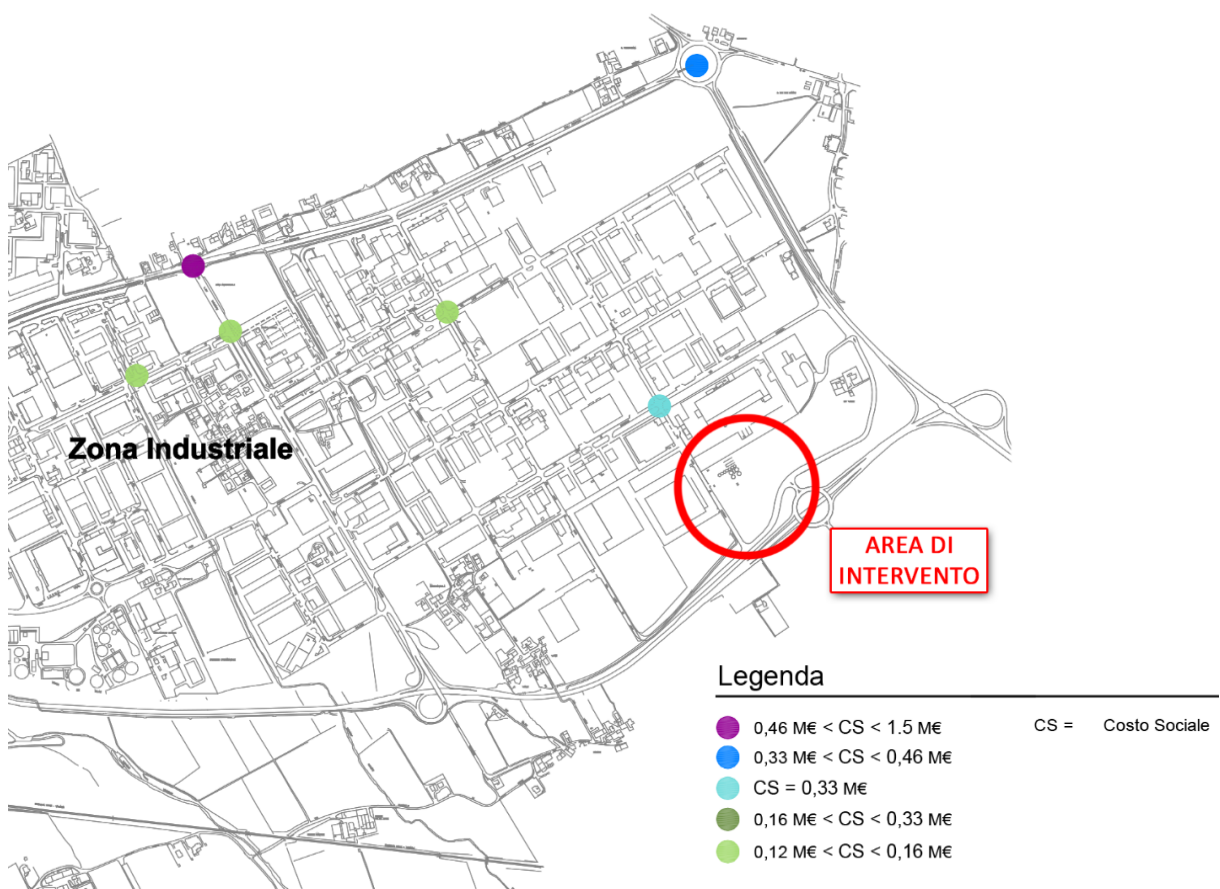 Zona Industriale
AREA DI
INTERVENTO
Legenda
0,46 M€ < CS < 1.5 M€
CS = Costo Sociale
0,33 M€ < CS < 0,46 M€
CS = 0,33 M€
0,16 M€ < CS < 0,33 M€
0,12 M€ < CS < 0,16 M€